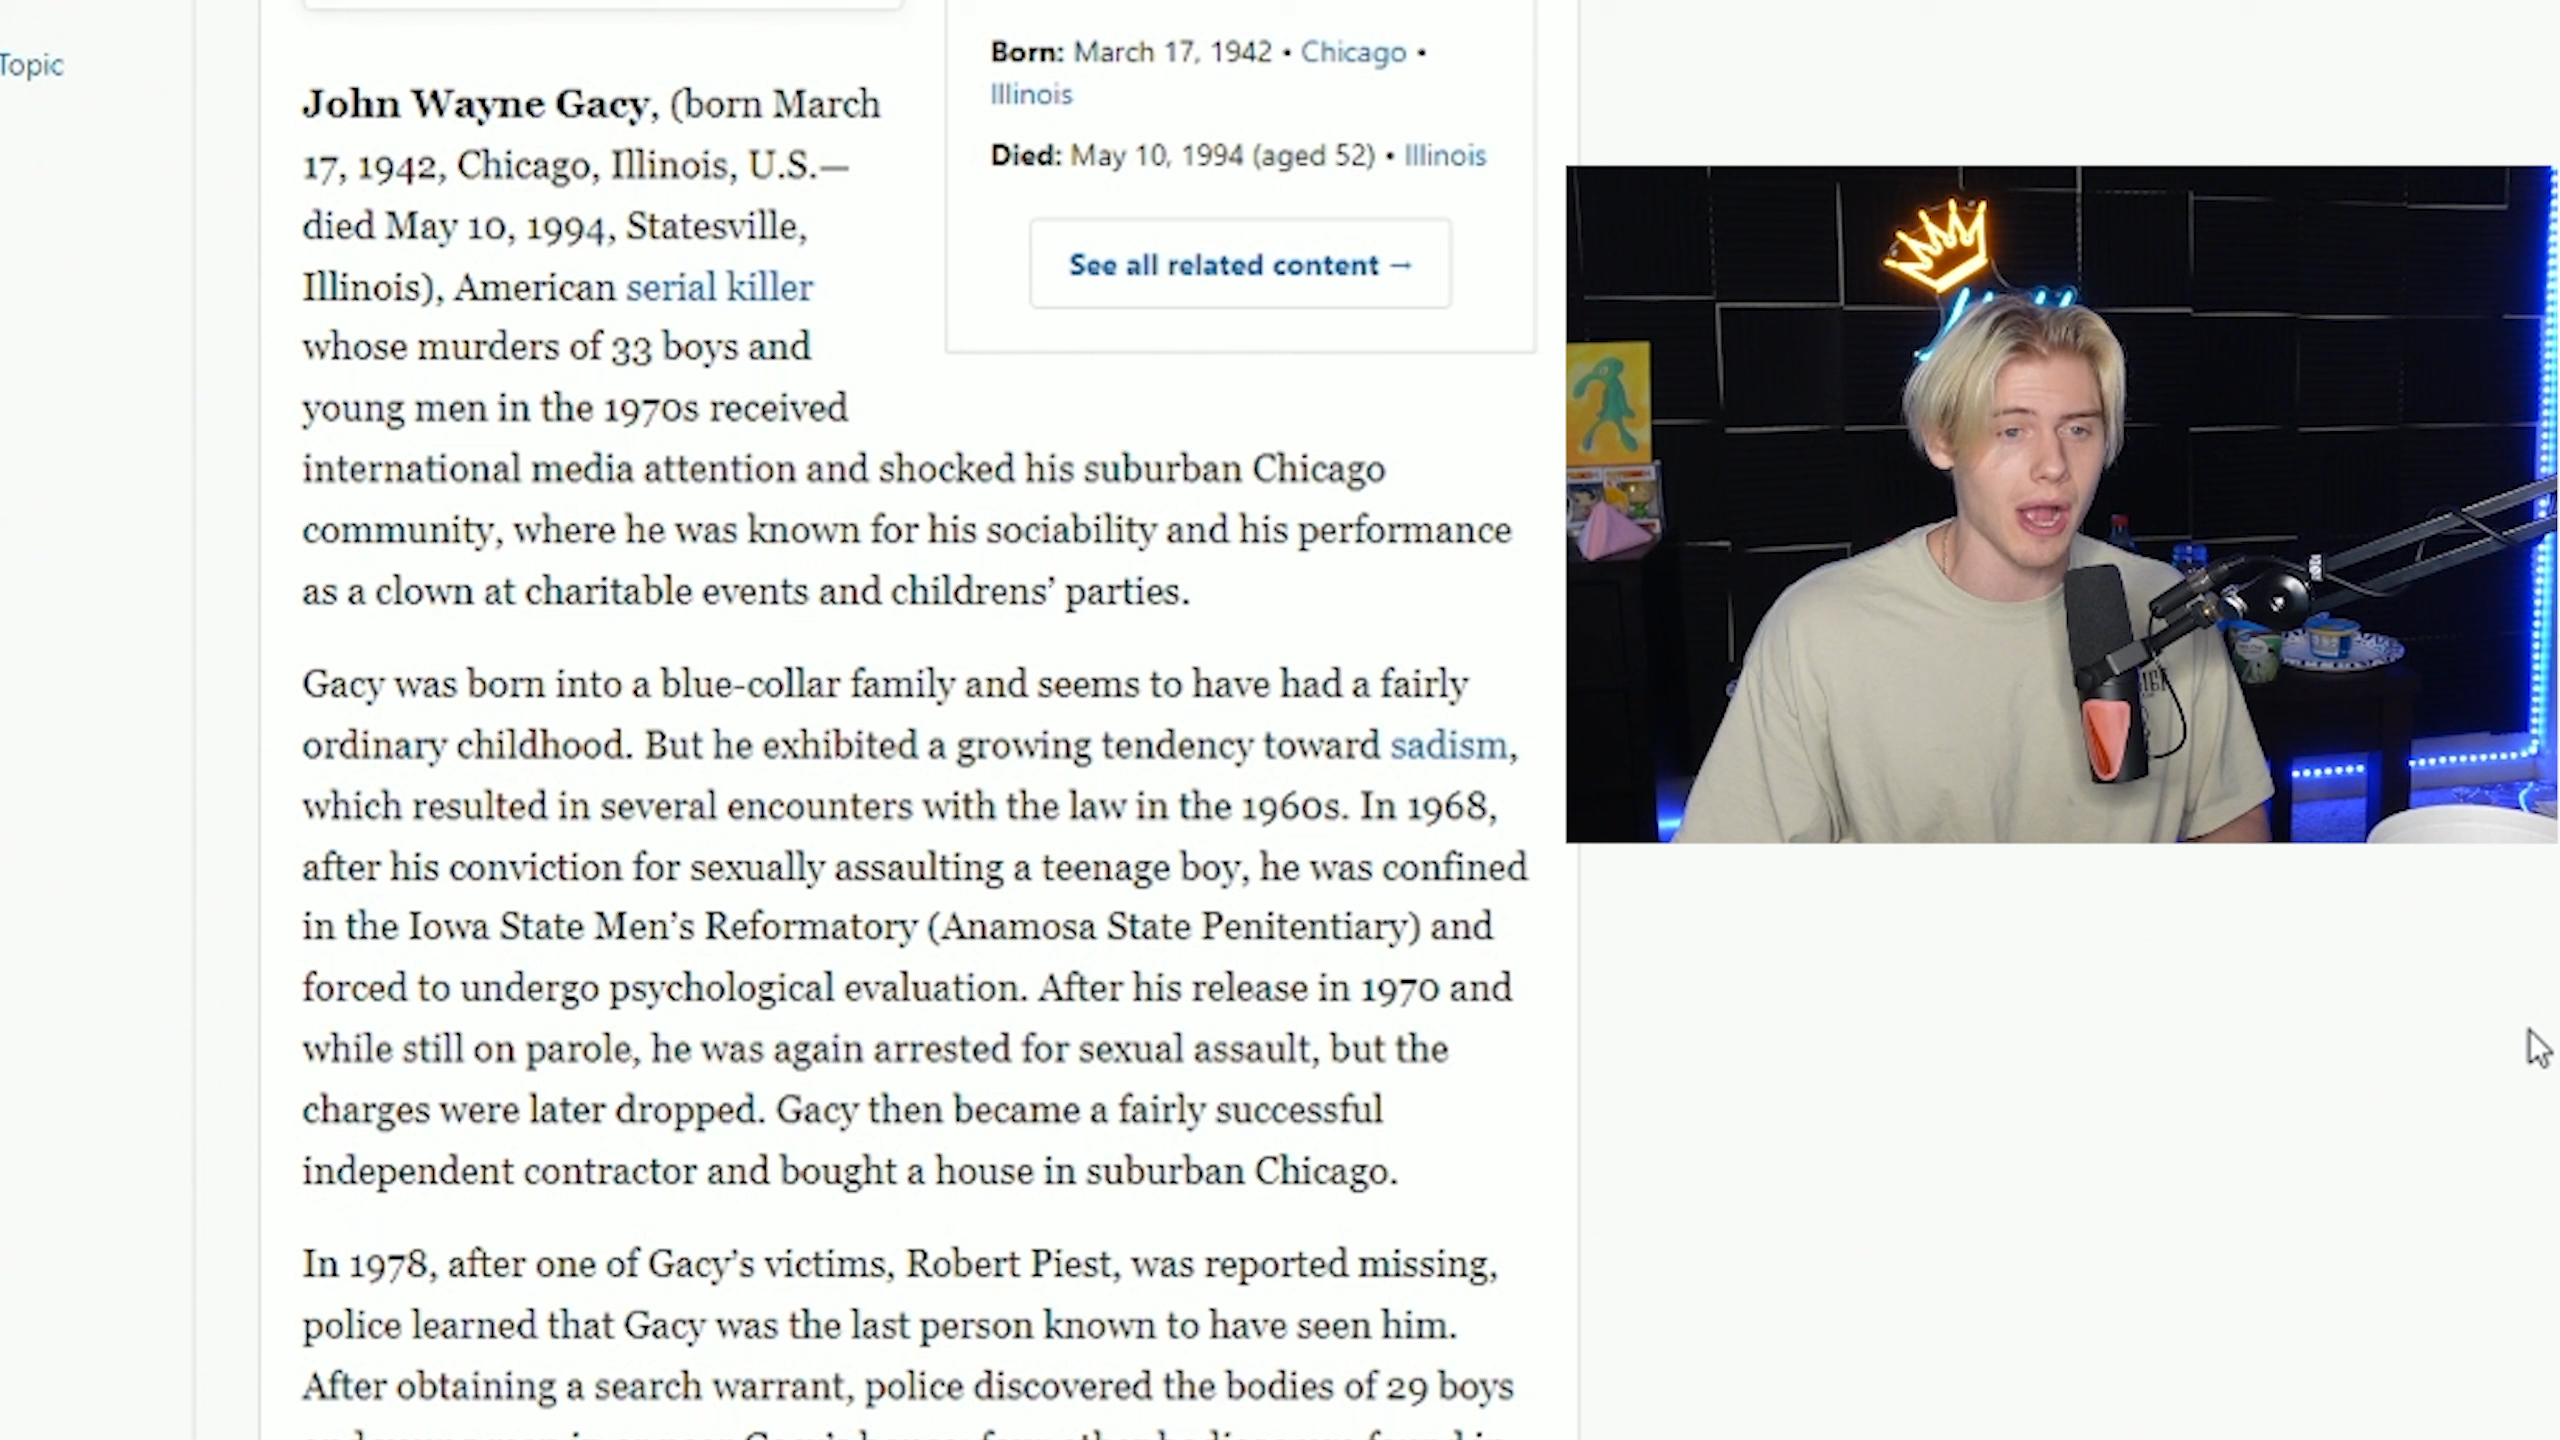 Topic
Born: March 17, 1942 • Chicago •
Illinois
Died: May 10, 1994 (aged 52) • Illinois
See all related content →
John Wayne Gacy, (born March
17, 1942, Chicago, Illinois, U.S.—
died May 10, 1994, Statesville,
Illinois), American serial killer
whose murders of 33 boys and
young men in the 1970s received
international media attention and shocked his suburban Chicago
community, where he was known for his sociability and his performance
as a clown at charitable events and childrens’ parties.
Gacy was born into a blue-collar family and seems to have had a fairly
ordinary childhood. But he exhibited a growing tendency toward sadism,
which resulted in several encounters with the law in the 1960s. In 1968,
after his conviction for sexually assaulting a teenage boy, he was confined
in the Iowa State Men’s Reformatory (Anamosa State Penitentiary) and
forced to undergo psychological evaluation. After his release in 1970 and
while still on parole, he was again arrested for sexual assault, but the
charges were later dropped. Gacy then became a fairly successful
independent contractor and bought a house in suburban Chicago.
In 1978, after one of Gacy’s victims, Robert Piest, was reported missing,
police learned that Gacy was the last person known to have seen him.
After obtaining a search warrant, police discovered the bodies of 29 boys